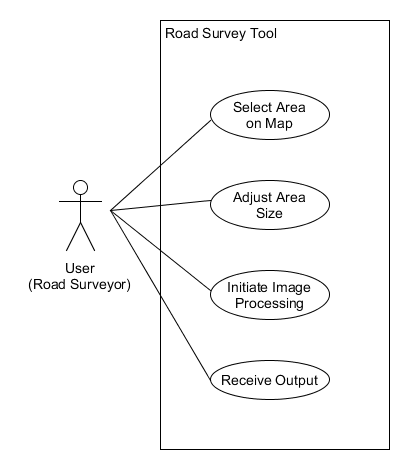 Road Survey Tool
Select Area
on Map
Adjust Area
Size
User
(Road Surveyor)
Initiate Image
Processing
Receive Output